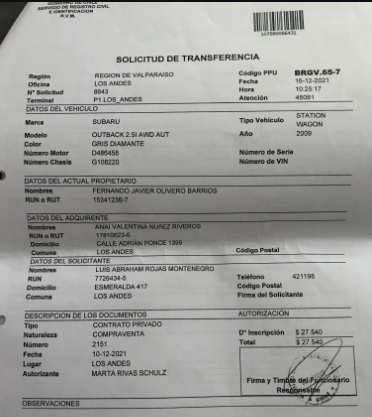 GOBIERNO DE CHILE
SERVICIO DE REGISTRO CIVIL
E IDENTIFICACION
R.V.M.
SOLICITUD DE TRANSFERENCIA
Región REGION DE VALPARAISO Código PPU BRGV.65-7
Oficina LOS ANDES Fecha 16-12-2021
N° Solicitud 8643 Hora 10:25:17
Terminal P1.LOS_ANDES Atención 45081
DATOS DEL VEHICULO
Marca SUBARU Tipo Vehículo STATION WAGON
Modelo OUTBACK 2.5I AWD AUT Año 2009
Color GRIS DIAMANTE
Número Motor D486458 Número de Serie
Número Chasis G108220 Número de VIN
DATOS DEL ACTUAL PROPIETARIO
Nombres FERNANDO JAVIER OLIVERO BARRIOS
RUN o RUT 15341236-7
DATOS DEL ADQUIRENTE
Nombres ANAI VALENTINA NUÑEZ RIVEROS
RUN o RUT 17810623-6
Domicilio CALLE ADRIAN PONCE 1399
Comuna LOS ANDES Código Postal
DATOS DEL SOLICITANTE
Nombres LUIS ABRAHAM ROJAS MONTENEGRO
RUN 7726434-5 Teléfono 421195
Domicilio ESMERALDA 417 Código Postal
Comuna LOS ANDES Firma del Solicitante
DESCRIPCION DE LOS DOCUMENTOS AUTORIZACIÓN
Tipo CONTRATO PRIVADO
Naturaleza COMPRAVENTA D° Inscripción $ 27.540
Número 2151 Total $ 27.540
Fecha 10-12-2021
Lugar LOS ANDES
Autorizante MARTA RIVAS SCHULZ Firma y Timbre del Funcionario
Responsable
OBSERVACIONES